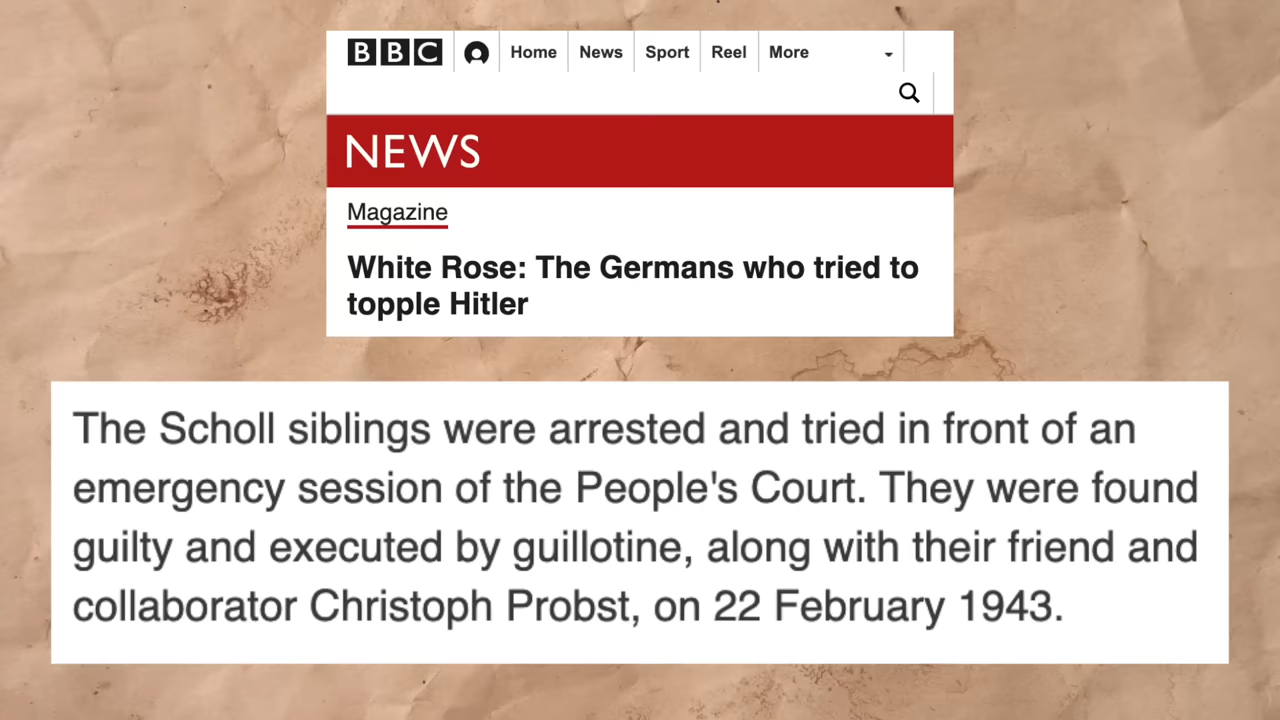 BBC Home News Sport Reel More
NEWS
Magazine
White Rose: The Germans who tried to
topple Hitler
The Scholl siblings were arrested and tried in front of an
emergency session of the People's Court. They were found
guilty and executed by guillotine, along with their friend and
collaborator Christoph Probst, on 22 February 1943.